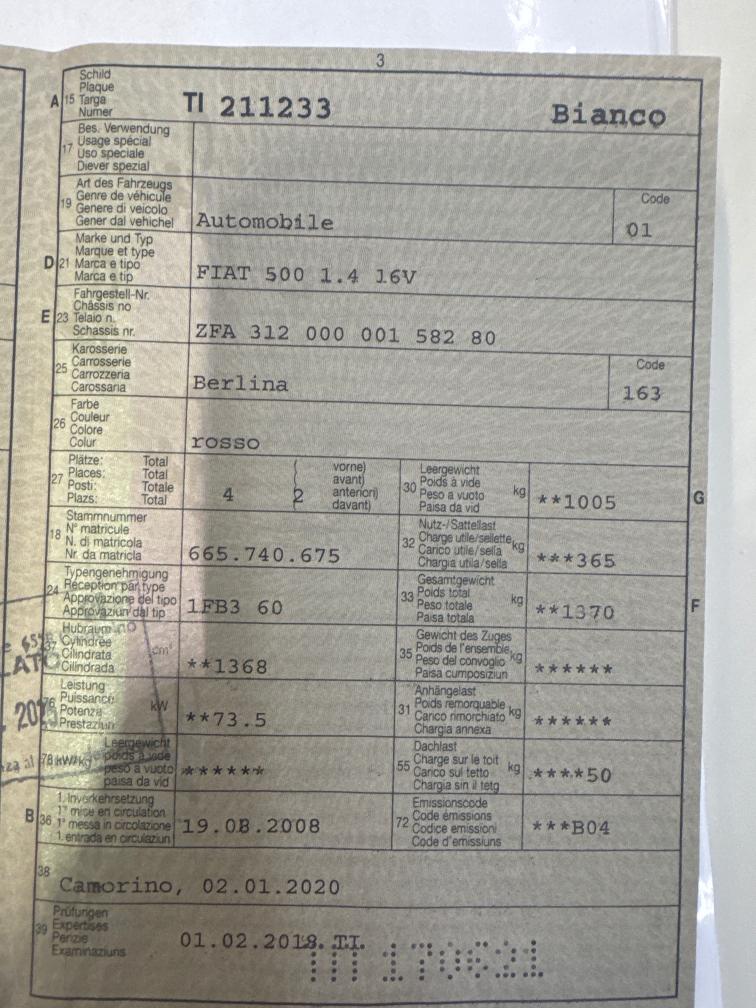 3
Schild
Plaque
A 15 Targa TI 211233 Bianco
Numer
Bes. Verwendung
17 Usage spécial
Uso speciale
Diever spezial
Art des Fahrzeugs
19 Genre de véhicule Code
Genere di veicolo
Gener dal vehichel Automobile 01
Marke und Typ
Marque et type
D 21 Marca e tipo FIAT 500 1.4 16V
Marca e tip
Fahrgestell-Nr.
Châssis no
E 23 Telaio n.
Schassis nr. ZFA 312 000 001 582 80
Karosserie
25 Carrosserie Code
Carrozzeria Berlina 163
Carossaria
Farbe
26 Couleur
Colore
Colur rosso
Plätze: Total vorne) Leergewicht
27 Places: Total avant) 30 Poids à vide kg
Posti: Totale 4 2 anteriori) Peso a vuoto **1005 G
Plazs: Total davant) Paisa da vid
Stammnummer Nutz-/Sattellast
18 N° matricule 32 Charge utile/sellette kg
N. di matricola Carico utile/sella
Nr. da matricla 665.740.675 Chargia utila/sella ***365
Typengenehmigung Gesamtgewicht
24 Réception par type 33 Poids total kg
Approvazione del tipo 1FB3 60 Peso totale **1370 F
Approvaziun dal tip Paisa totala
Hubraum Gewicht des Zuges
37 Cylindrée cm³ 35 Poids de l'ensemble kg
Cilindrata Peso del convoglio
Cilindrada **1368 Paisa cumposiziun ******
Leistung Anhängelast
76 Puissance kW 31 Poids remorquable kg
Potenza Carico rimorchiato
Prestaziun **73.5 Chargia annexa ******
Leergewicht Dachlast
78 kW/kg poids à vide 55 Charge sur le toit kg
peso a vuoto ****** Carico sul tetto ****50
paisa da vid Chargia sin il tetg
1. Inverkehrsetzung Emissionscode
B 36 1re mise en circulation 72 Code émissions
1a messa in circolazione 19.08.2008 Codice emissioni ***B04
1. entrada en circulaziun Code d'emissiuns
38
Camorino, 02.01.2020
Prüfungen
39 Expertises
Perizie 01.02.2018. TI.
Examinaziuns TI 170621